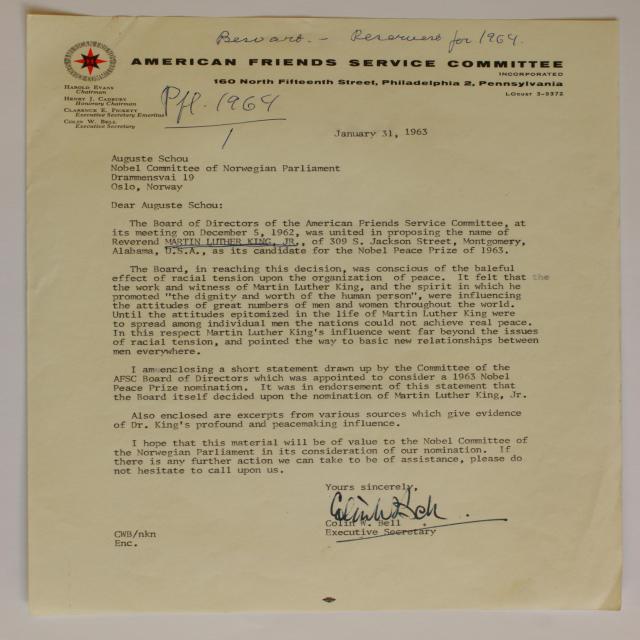 Besvart. - Reservert for 1964.
AMERICAN FRIENDS SERVICE COMMITTEE
INCORPORATED
160 North Fifteenth Street, Philadelphia 2, Pennsylvania
LOcust 3-5372
HAROLD EVANS
Chairman
HENRY J. CADBURY
Honorary Chairman
CLARENCE E. PICKETT
Executive Secretary Emeritus
COLIN W. BELL
Executive Secretary
Pfl. 1964
January 31, 1963
Auguste Schou
Nobel Committee of Norwegian Parliament
Drammensvai 19
Oslo, Norway
Dear Auguste Schou:
The Board of Directors of the American Friends Service Committee, at
its meeting on December 5, 1962, was united in proposing the name of
Reverend MARTIN LUTHER KING, JR., of 309 S. Jackson Street, Montgomery,
Alabama, U.S.A., as its candidate for the Nobel Peace Prize of 1963.
The Board, in reaching this decision, was conscious of the baleful
effect of racial tension upon the organization of peace. It felt that the
the work and witness of Martin Luther King, and the spirit in which he
promoted "the dignity and worth of the human person", were influencing
the attitudes of great numbers of men and women throughout the world.
Until the attitudes epitomized in the life of Martin Luther King were
to spread among individual men the nations could not achieve real peace.
In this respect Martin Luther King's influence went far beyond the issues
of racial tension, and pointed the way to basic new relationships between
men everywhere.
I am enclosing a short statement drawn up by the Committee of the
AFSC Board of Directors which was appointed to consider a 1963 Nobel
Peace Prize nomination. It was in endorsement of this statement that
the Board itself decided upon the nomination of Martin Luther King, Jr.
Also enclosed are excerpts from various sources which give evidence
of Dr. King's profound and peacemaking influence.
I hope that this material will be of value to the Nobel Committee of
the Norwegian Parliament in its consideration of our nomination. If
there is any further action we can take to be of assistance, please do
not hesitate to call upon us.
Yours sincerely,
Colin W. Bell
Colin W. Bell
Executive Secretary
CWB/nkn
Enc.